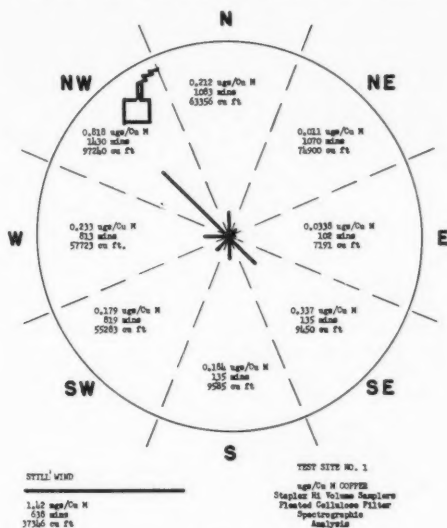 N
NW
NE
0.212 ugs/Cu M
1083 mins
63356 cu ft
0.818 ugs/Cu M
1430 mins
97240 cu ft
0.011 ugs/Cu M
1070 mins
74900 cu ft
W
0.233 ugs/Cu M
813 mins
57723 cu ft.
0.0338 ugs/Cu M
102 mins
7191 cu ft
E
0.179 ugs/Cu M
819 mins
55283 cu ft
0.337 ugs/Cu M
135 mins
9450 cu ft
0.184 ugs/Cu M
135 mins
9585 cu ft
SW
SE
S
STILL WIND
1.42 mgs/Cu M
638 mins
37346 cu ft
TEST SITE NO. 1
ugs/Cu M COPPER
Staplex Hi Volume Samplers
Pleated Cellulose Filter
Spectrographic
Analysis